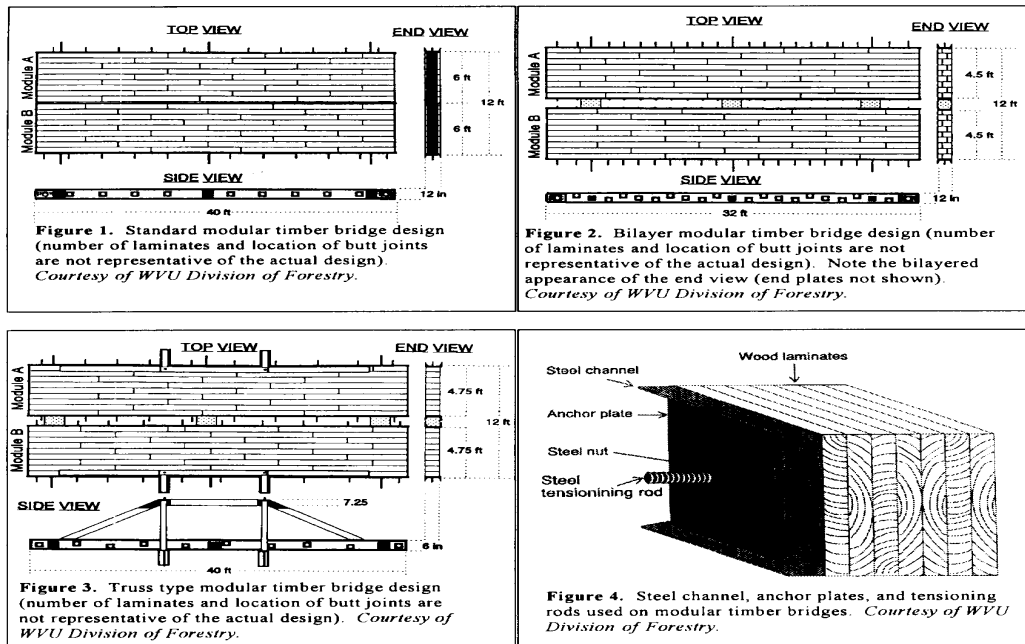 TOP VIEW
END VIEW
Module A
Module B
6 ft
6 ft
12 ft
SIDE VIEW
12 in
40 ft
Figure 1. Standard modular timber bridge design
(number of laminates and location of butt joints
are not representative of the actual design).
Courtesy of WVU Division of Forestry.
TOP VIEW
END VIEW
Module A
Module B
4.5 ft
4.5 ft
12 ft
SIDE VIEW
12 in
32 ft
Figure 2. Bilayer modular timber bridge design (number
of laminates and location of butt joints are not
representative of the actual design). Note the bilayered
appearance of the end view (end plates not shown).
Courtesy of WVU Division of Forestry.
TOP VIEW
END VIEW
Module A
Module B
4.75 ft
4.75 ft
12 ft
SIDE VIEW
7.25
6 in
40 ft
Figure 3. Truss type modular timber bridge design
(number of laminates and location of butt joints are
not representative of the actual design). Courtesy of
WVU Division of Forestry.
Wood laminates
Steel channel
Anchor plate
Steel nut
Steel
tensionining rod
Figure 4. Steel channel, anchor plates, and tensioning
rods used on modular timber bridges. Courtesy of WVU
Division of Forestry.